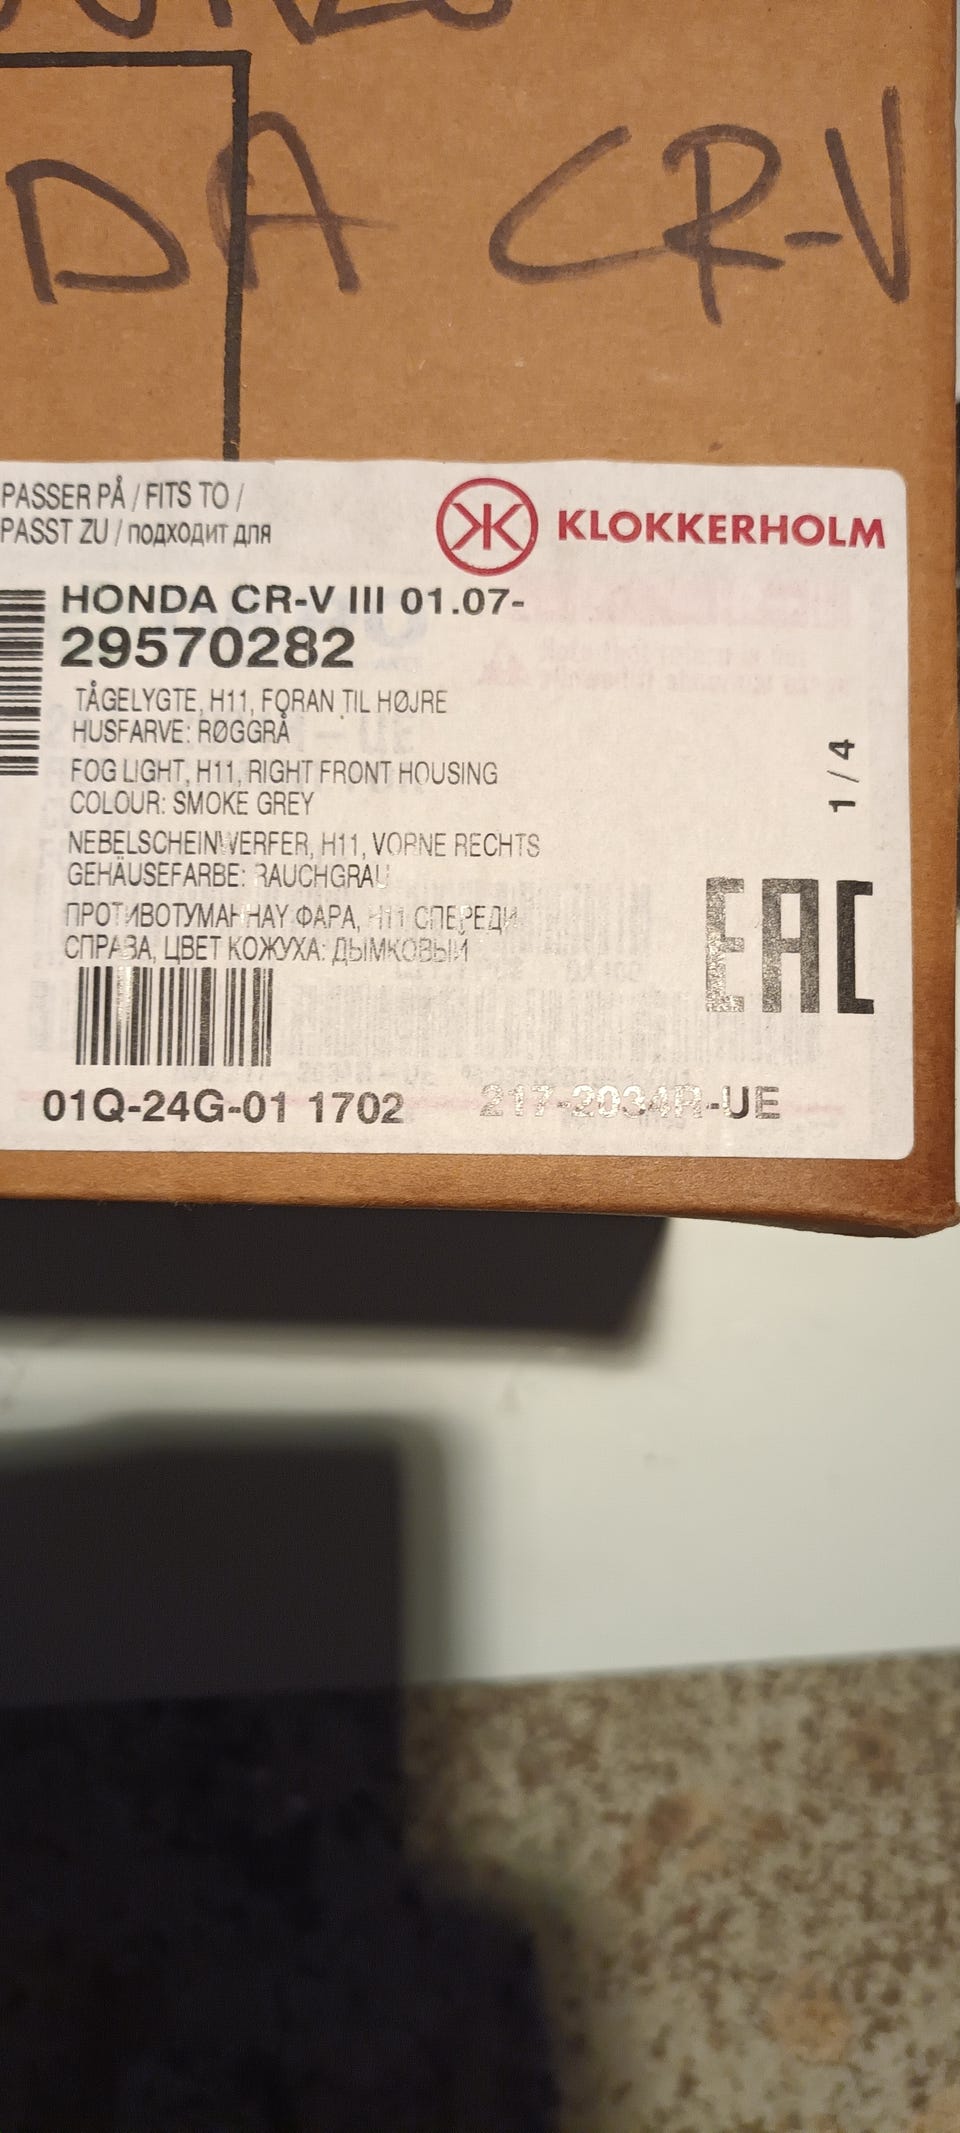 DA CR-V
PASSER PÅ / FITS TO /
PASST ZU / подходит для
KLOKKERHOLM
HONDA CR-V III 01.07-
29570282
TÅGELYGTE, H11, FORAN TIL HØJRE
HUSFARVE: RØGGRÅ
FOG LIGHT, H11, RIGHT FRONT HOUSING
COLOUR: SMOKE GREY
NEBELSCHEINWERFER, H11, VORNE RECHTS
GEHÄUSEFARBE: RAUCHGRAU
ПРОТИВОТУМАННАУ ФАРА, H11 СПЕРЕДИ
СПРАВА, ЦВЕТ КОЖУХА: ДЫМКОВЫЙ
1 / 4
EAC
01Q-24G-01 1702 217-2034R-UE